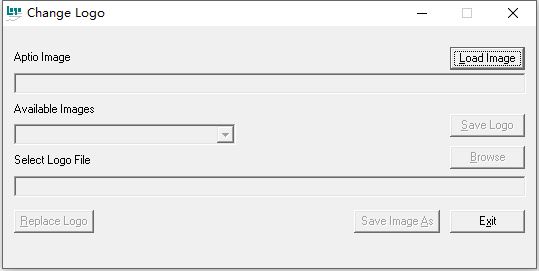 Change Logo
Aptio Image
Load Image
Available Images
Save Logo
Browse
Select Logo File
Replace Logo
Save Image As
Exit